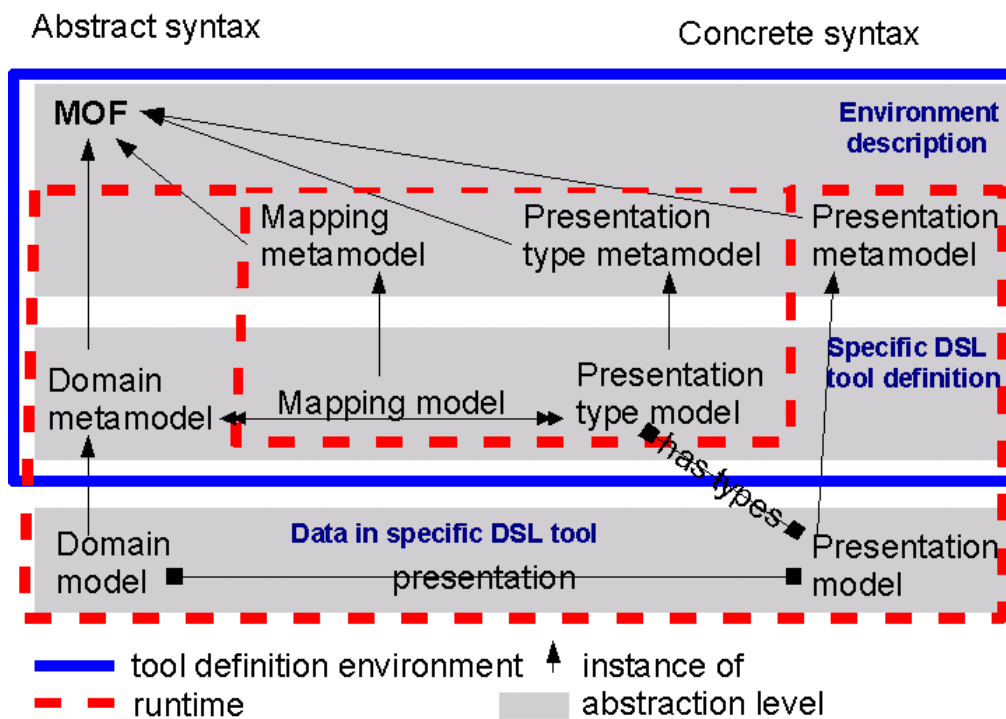 Abstract syntax
Concrete syntax
MOF
Environment
description
Mapping
metamodel
Presentation
type metamodel
Presentation
metamodel
Specific DSL
tool definition
Domain
metamodel
Mapping model
Presentation
type model
has types
Data in specific DSL tool
Domain
model
presentation
Presentation
model
tool definition environment
instance of
runtime
abstraction level